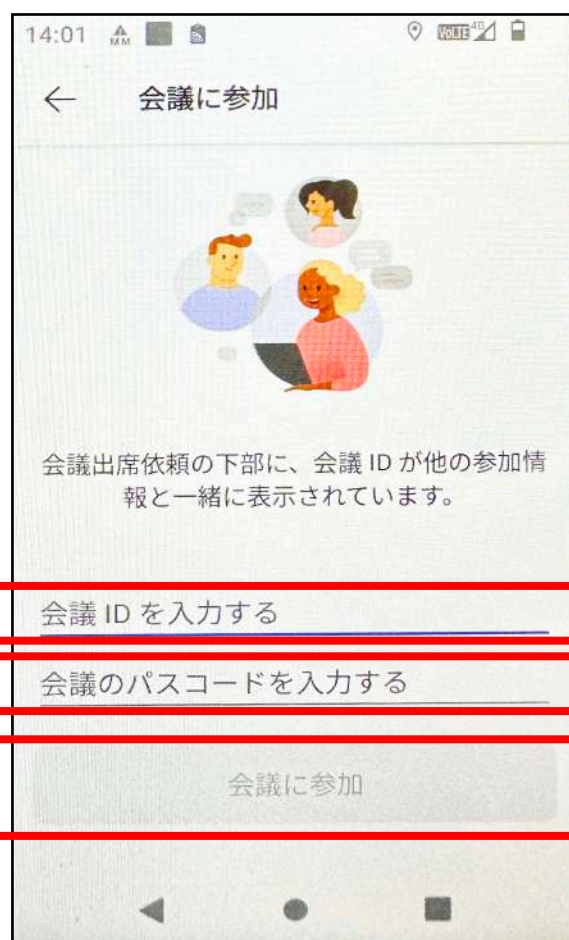 14:01 MM VoLTE 4G
会議に参加
会議出席依頼の下部に、会議 ID が他の参加情
報と一緒に表示されています。
会議 ID を入力する
会議のパスコードを入力する
会議に参加